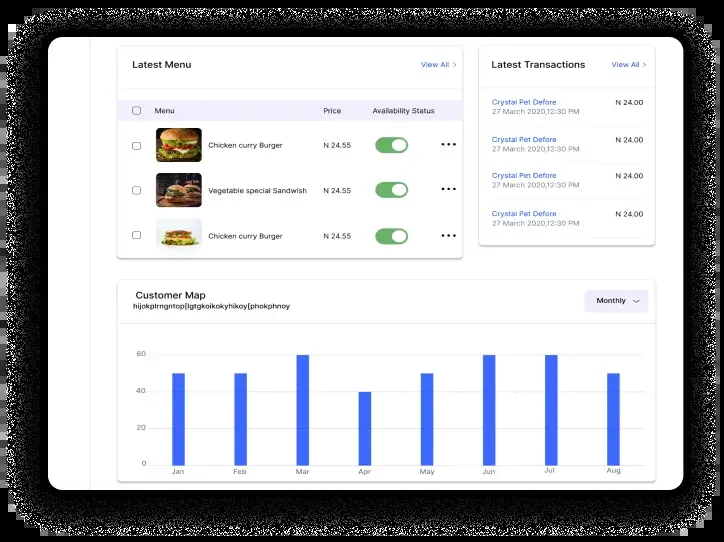 Latest Menu
View All >
Menu Price Availability Status
Chicken curry Burger N 24.55
Vegetable special Sandwish N 24.55
Chicken curry Burger N 24.55
Latest Transactions
View All >
Crystal Pet Defore N 24.00
27 March 2020,12:30 PM
Crystal Pet Defore N 24.00
27 March 2020,12:30 PM
Crystal Pet Defore N 24.00
27 March 2020,12:30 PM
Crystal Pet Defore N 24.00
27 March 2020,12:30 PM
Customer Map
Monthly
60
40
20
0
Jan Feb Mar Apr May Jun Jul Aug